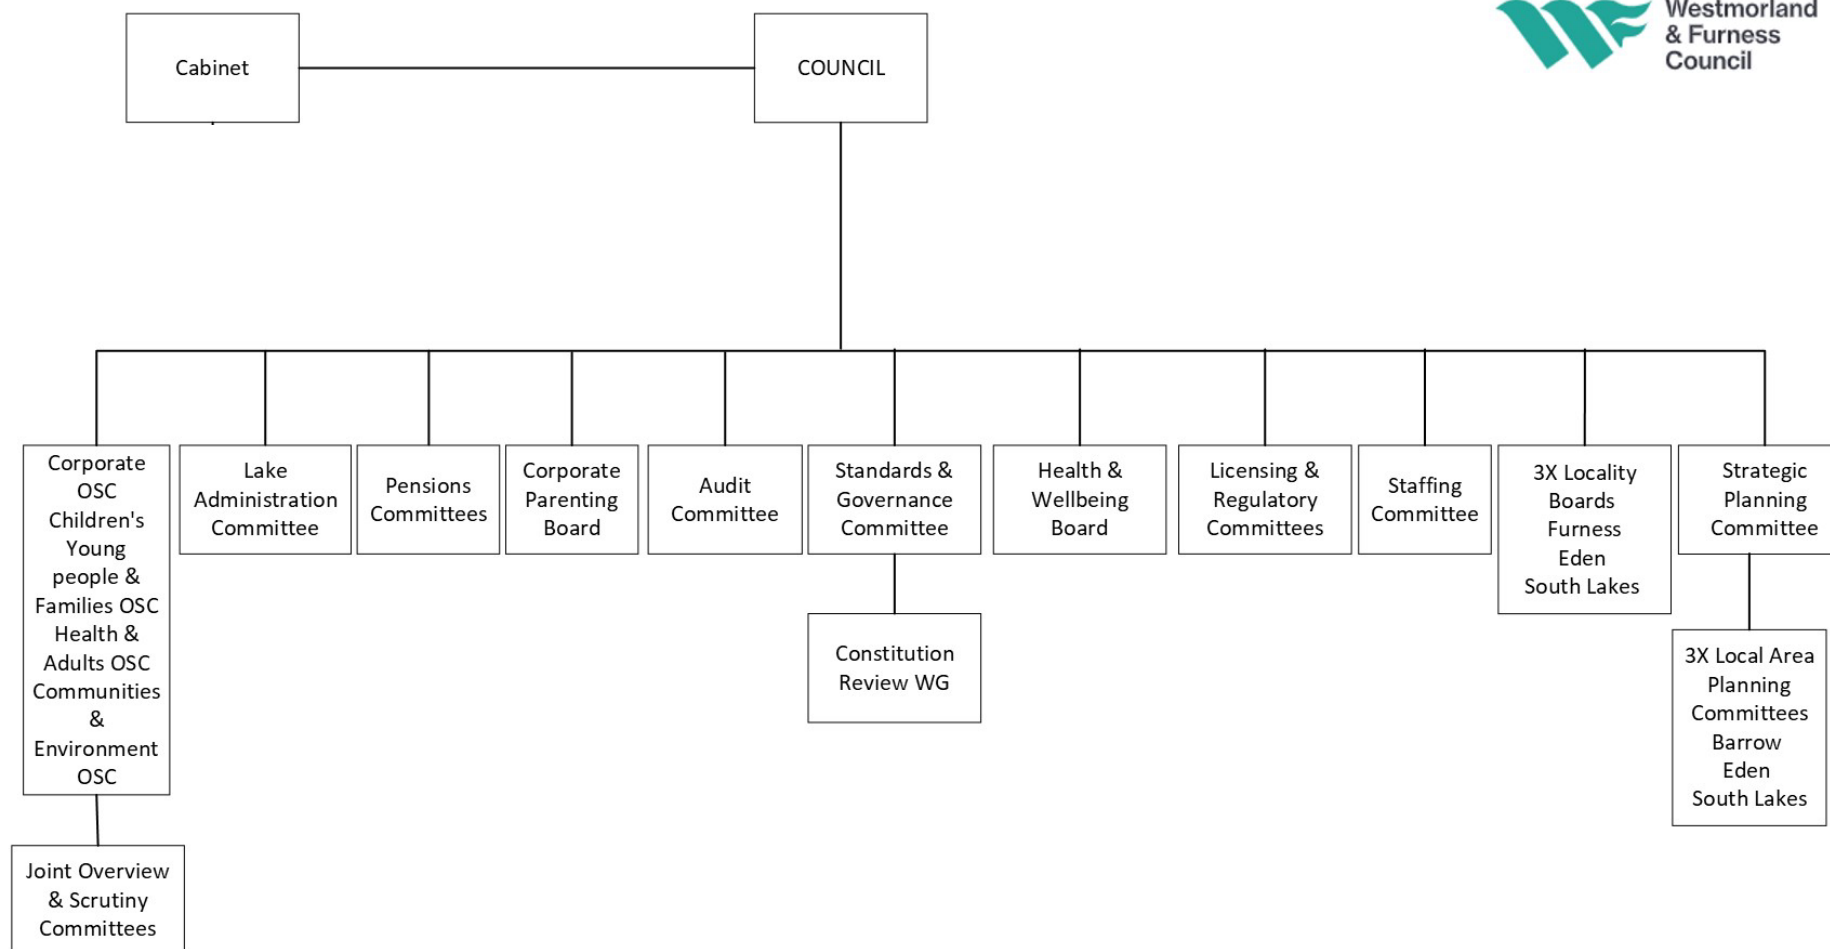 Westmorland
& Furness
Council
Cabinet
COUNCIL
Corporate
OSC
Children's
Young
people &
Families OSC
Health &
Adults OSC
Communities
&
Environment
OSC
Lake
Administration
Committee
Pensions
Committees
Corporate
Parenting
Board
Audit
Committee
Standards &
Governance
Committee
Health &
Wellbeing
Board
Licensing &
Regulatory
Committees
Staffing
Committee
3X Locality
Boards
Furness
Eden
South Lakes
Strategic
Planning
Committee
Constitution
Review WG
3X Local Area
Planning
Committees
Barrow
Eden
South Lakes
Joint Overview
& Scrutiny
Committees